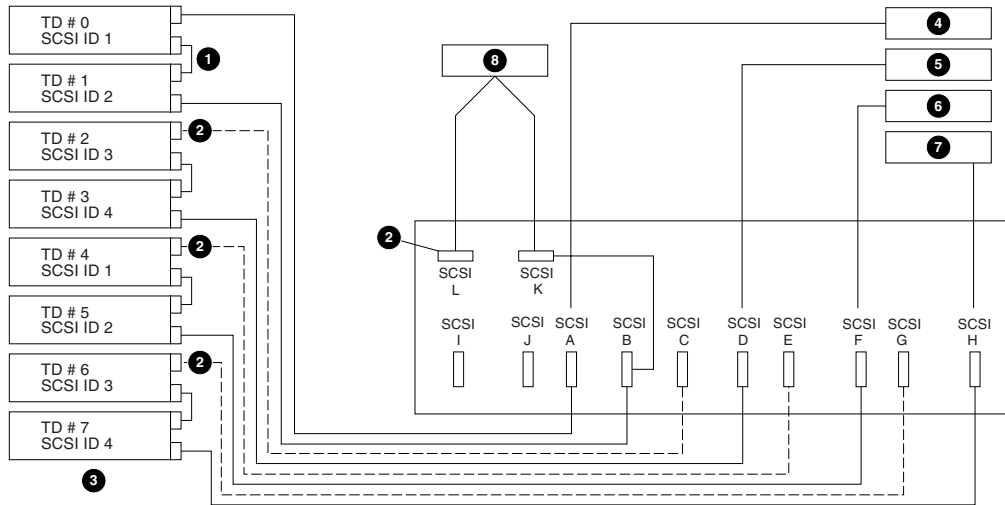 TD # 0
SCSI ID 1
1
TD # 1
SCSI ID 2
TD # 2
SCSI ID 3
2
TD # 3
SCSI ID 4
TD # 4
SCSI ID 1
2
TD # 5
SCSI ID 2
TD # 6
SCSI ID 3
2
TD # 7
SCSI ID 4
3
8
4
5
6
7
2
SCSI
L
SCSI
K
SCSI
I
SCSI
J
SCSI
A
SCSI
B
SCSI
C
SCSI
D
SCSI
E
SCSI
F
SCSI
G
SCSI
H